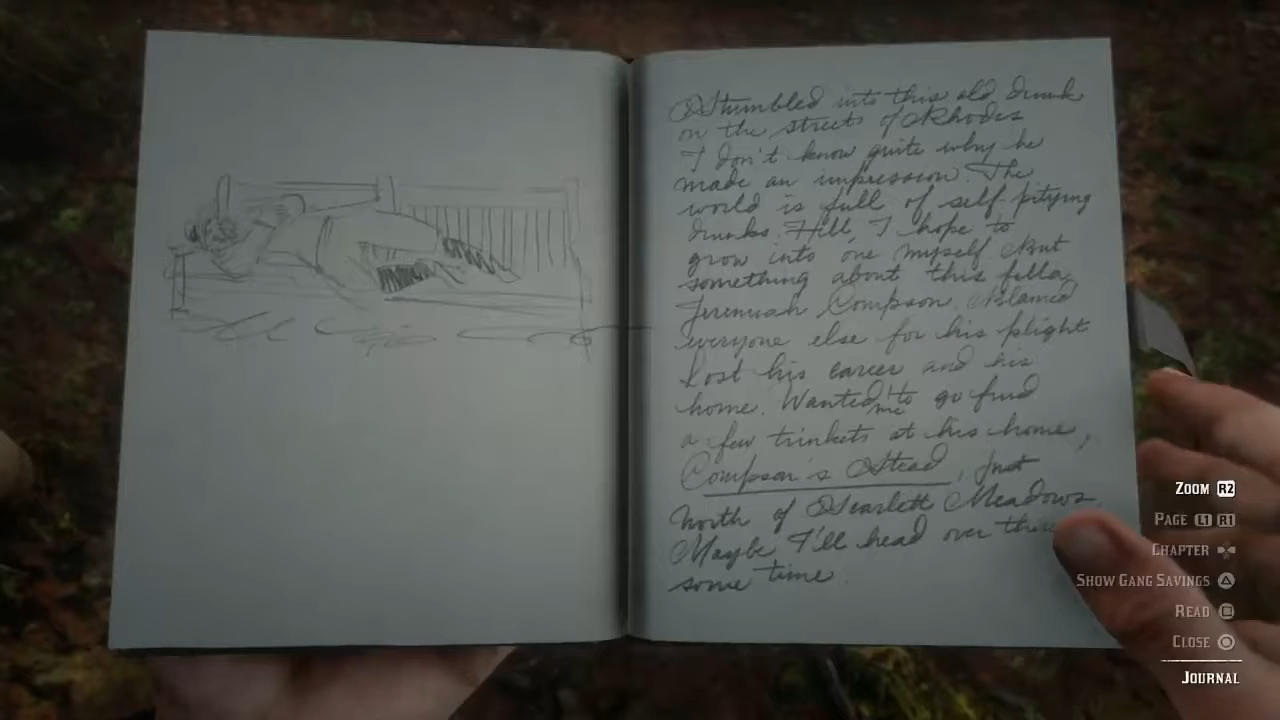 Stumbled into this old drunk
on the streets of Rhodes
I don't know quite why he
made an impression. The
world is full of self pitying
drunks. Hell, I hope to
grow into one myself But
something about this fella,
Jeremiah Compson. Blamed
everyone else for his plight
Lost his career and his
home. Wanted me to go find
a few trinkets at his home,
Compson's Stead, just
North of Scarlett Meadows.
Maybe I'll head over there
some time.
ZOOM R2
PAGE L1 R1
CHAPTER
SHOW GANG SAVINGS
READ
CLOSE
JOURNAL